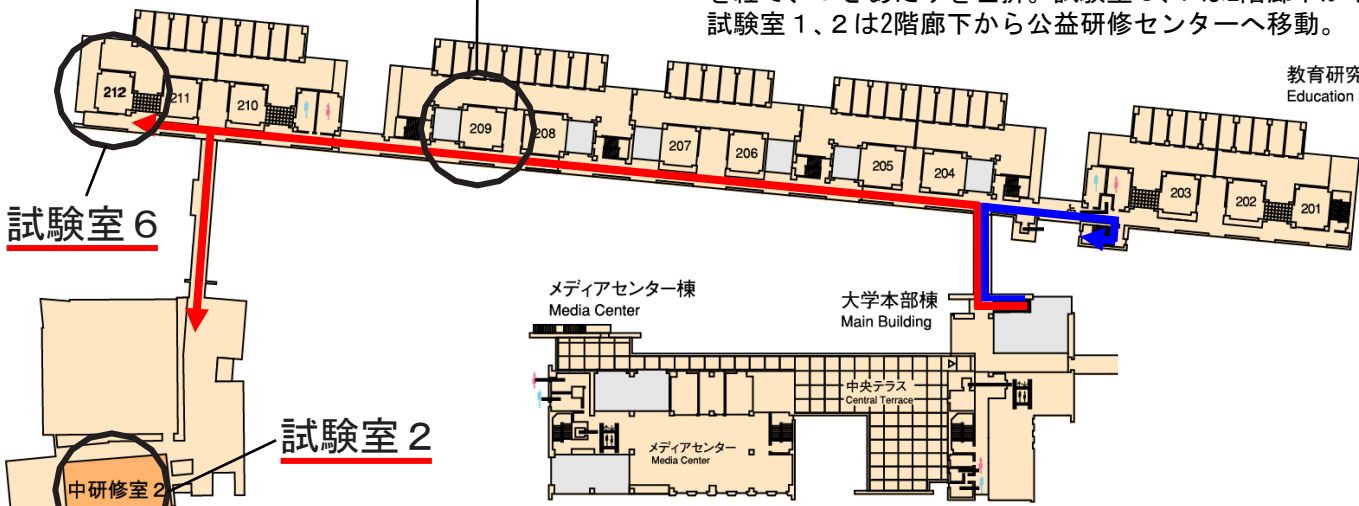 試験室１、２は2階廊下から公益研修センターへ移動。
教育研究
Education
212
211
210
209
208
207
206
205
204
203
202
201
試験室６
メディアセンター棟
Media Center
大学本部棟
Main Building
中央テラス
Central Terrace
試験室２
メディアセンター
Media Center
中研修室２